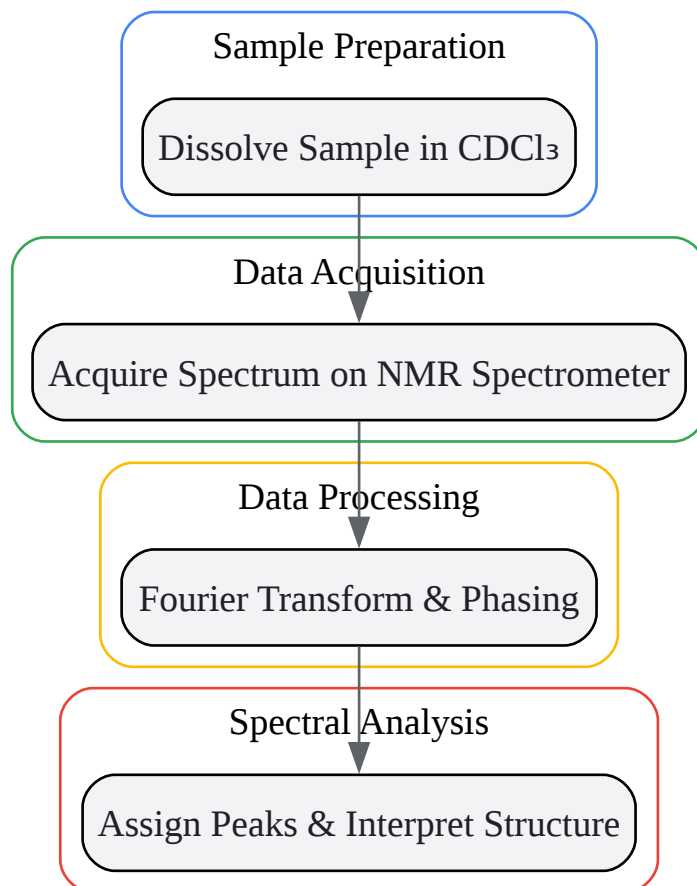 Sample Preparation
Dissolve Sample in CDCl₃
Data Acquisition
Acquire Spectrum on NMR Spectrometer
Data Processing
Fourier Transform & Phasing
Spectral Analysis
Assign Peaks & Interpret Structure